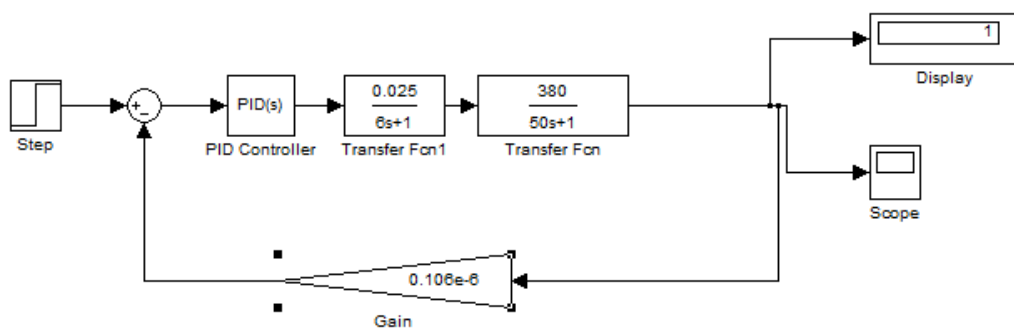 1
Display
Step
+
−
PID(s)
PID Controller
0.025
6s+1
Transfer Fcn1
380
50s+1
Transfer Fcn
Scope
0.106e-6
Gain